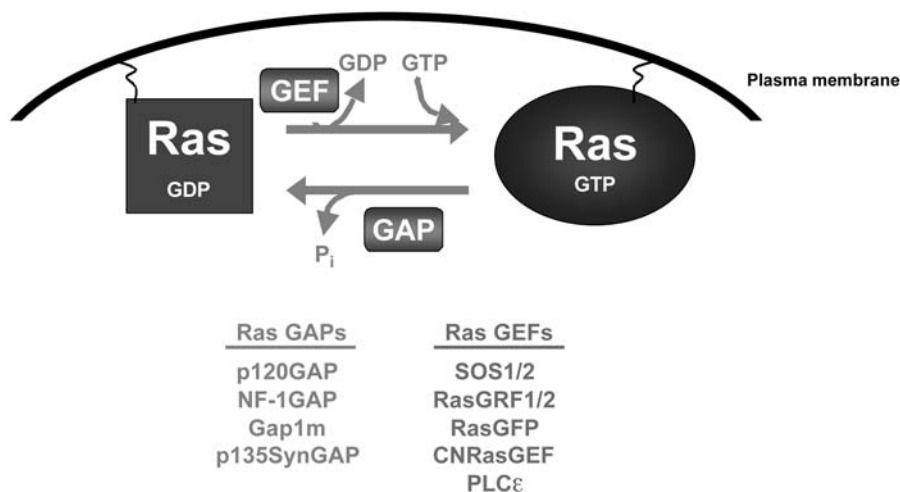 GDP GTP
Plasma membrane
GEF
Ras
GDP
Ras
GTP
GAP
Pi
Ras GAPs
p120GAP
NF-1GAP
Gap1m
p135SynGAP
Ras GEFs
SOS1/2
RasGRF1/2
RasGFP
CNRasGEF
PLCε